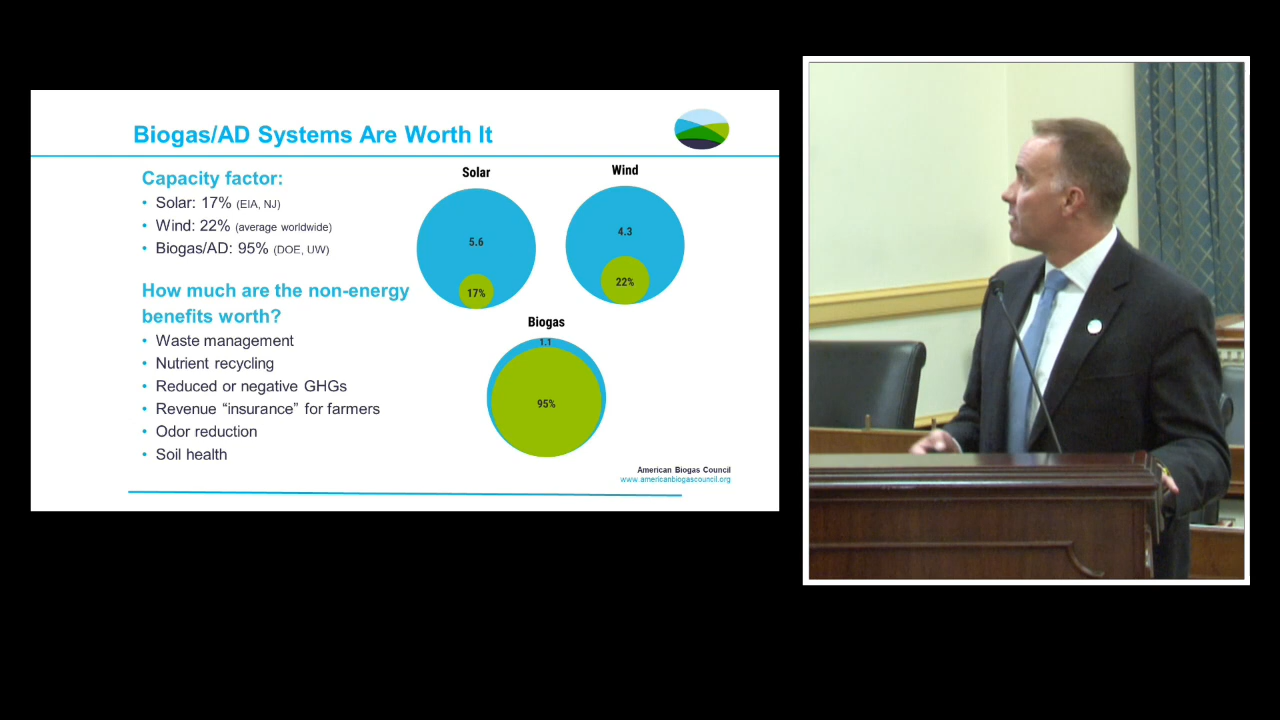 Biogas/AD Systems Are Worth It
Capacity factor:
• Solar: 17% (EIA, NJ)
• Wind: 22% (average worldwide)
• Biogas/AD: 95% (DOE, UW)
How much are the non-energy
benefits worth?
• Waste management
• Nutrient recycling
• Reduced or negative GHGs
• Revenue “insurance” for farmers
• Odor reduction
• Soil health
Solar
5.6
17%
Wind
4.3
22%
Biogas
1.1
95%
American Biogas Council
www.americanbiogascouncil.org